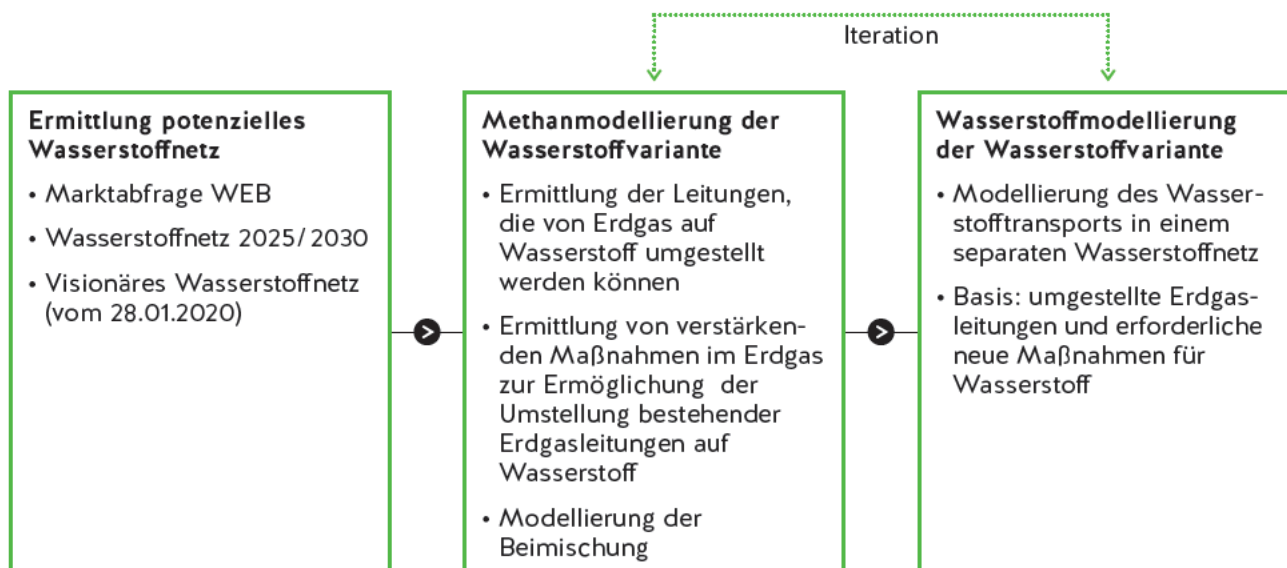 Iteration
Ermittlung potenzielles
Wasserstoffnetz
• Marktabfrage WEB
• Wasserstoffnetz 2025/2030
• Visionäres Wasserstoffnetz
(vom 28.01.2020)
Methanmodellierung der
Wasserstoffvariante
• Ermittlung der Leitungen,
die von Erdgas auf
Wasserstoff umgestellt
werden können
• Ermittlung von verstärken-
den Maßnahmen im Erdgas
zur Ermöglichung der
Umstellung bestehender
Erdgasleitungen auf
Wasserstoff
• Modellierung der
Beimischung
Wasserstoffmodellierung
der Wasserstoffvariante
• Modellierung des Wasser-
stofftransports in einem
separaten Wasserstoffnetz
• Basis: umgestellte Erdgas-
leitungen und erforderliche
neue Maßnahmen für
Wasserstoff